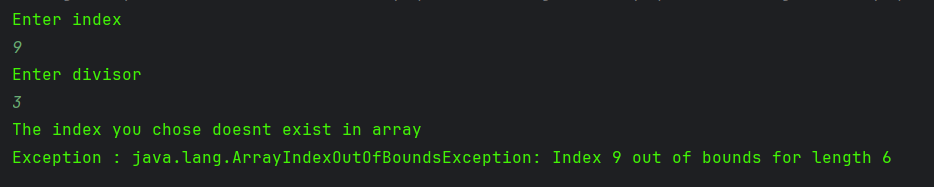 Enter index
9
Enter divisor
3
The index you chose doesnt exist in array
Exception : java.lang.ArrayIndexOutOfBoundsException: Index 9 out of bounds for length 6